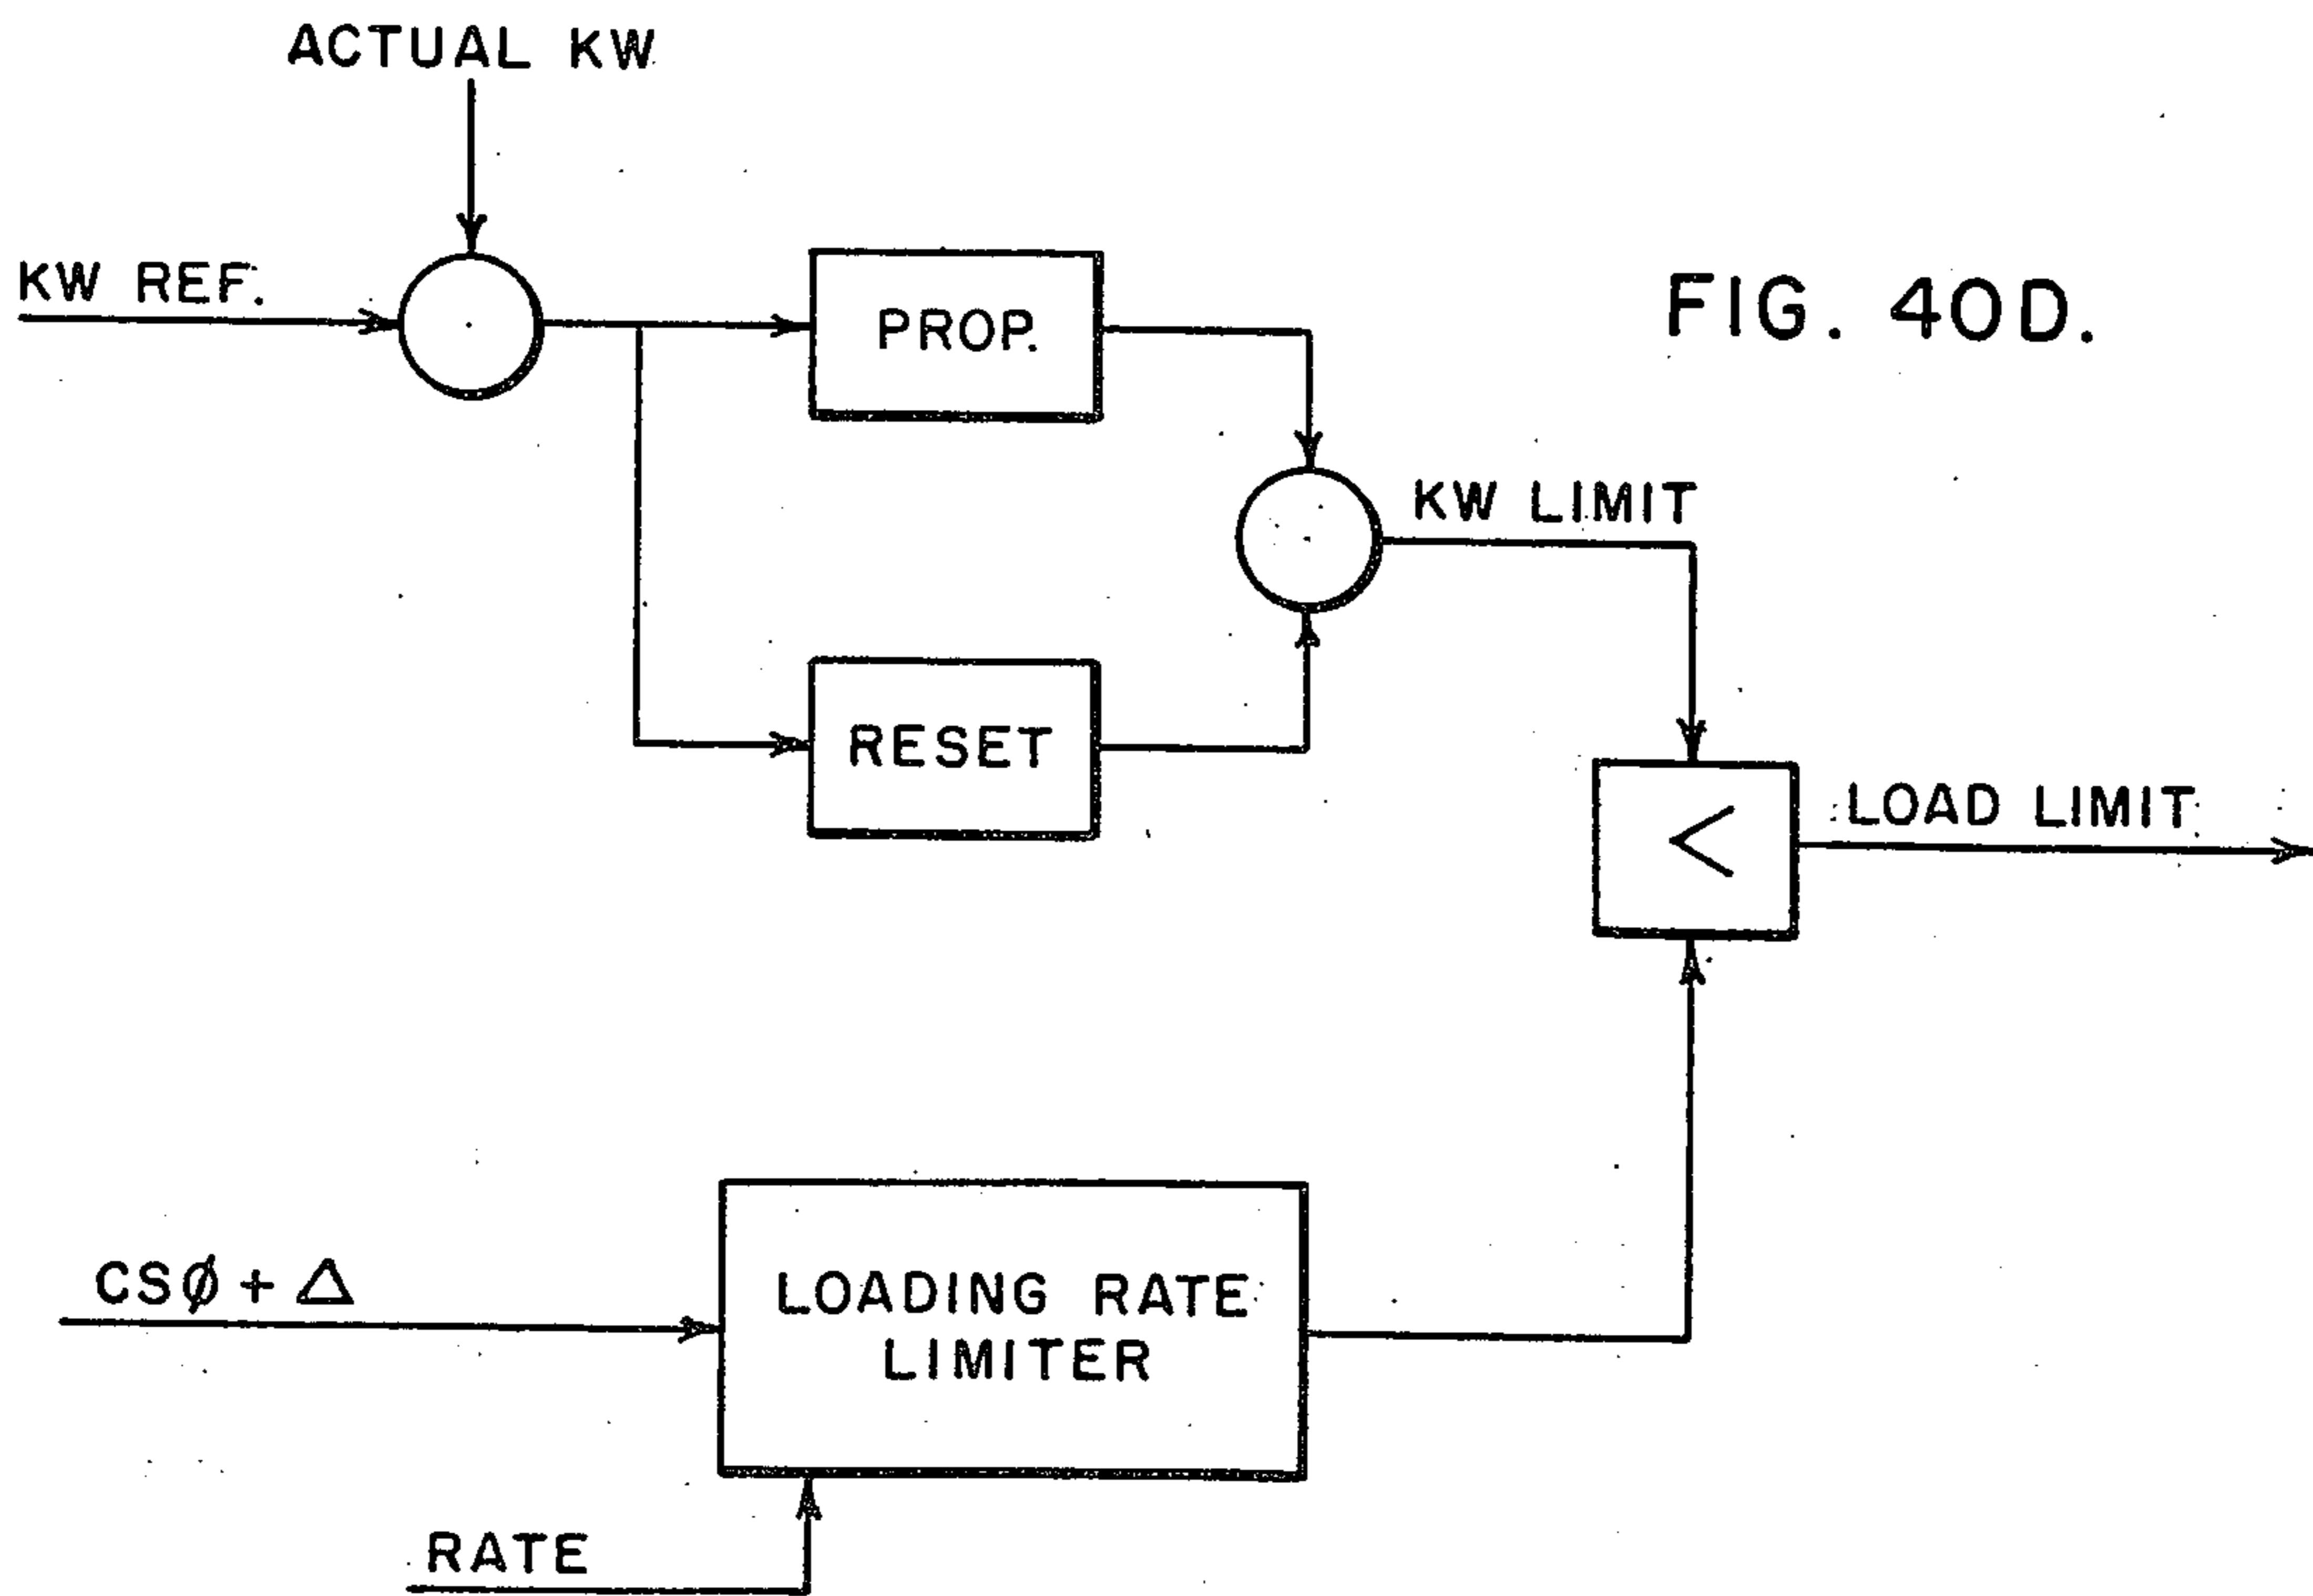 ACTUAL KW
KW REF.
PROP.
FIG. 40D.
KW LIMIT
RESET
<
LOAD LIMIT
CSØ + Δ
LOADING RATE
LIMITER
RATE